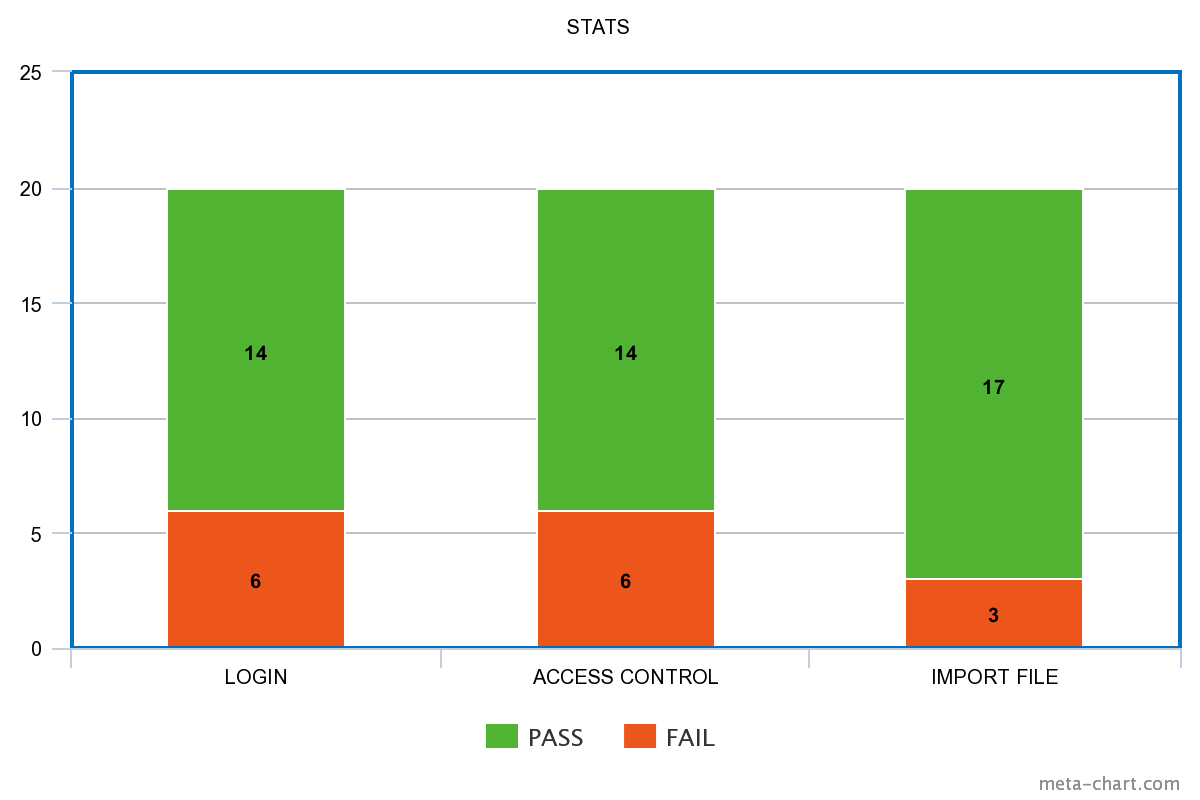 STATS
25
20
15
10
5
0
14
14
17
6
6
3
LOGIN
ACCESS CONTROL
IMPORT FILE
PASS
FAIL
meta-chart.com